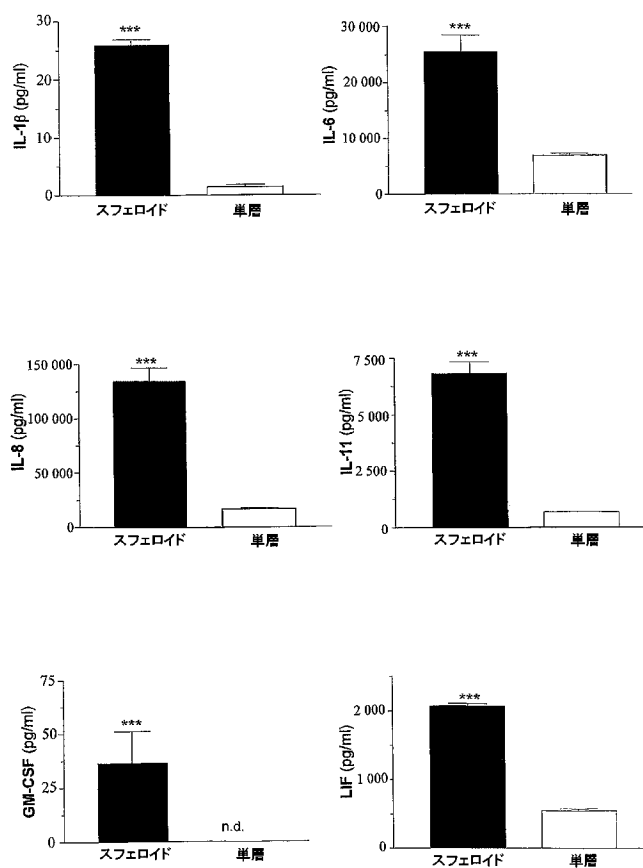 IL-1β (pg/ml)
30
20
10
0
***
スフェロイド
単層
IL-6 (pg/ml)
30 000
20 000
10 000
0
***
スフェロイド
単層
IL-8 (pg/ml)
150 000
100 000
50 000
0
***
スフェロイド
単層
IL-11 (pg/ml)
7 500
5 000
2 500
0
***
スフェロイド
単層
GM-CSF (pg/ml)
75
50
25
0
***
n.d.
スフェロイド
単層
LIF (pg/ml)
2 000
1 000
0
***
スフェロイド
単層